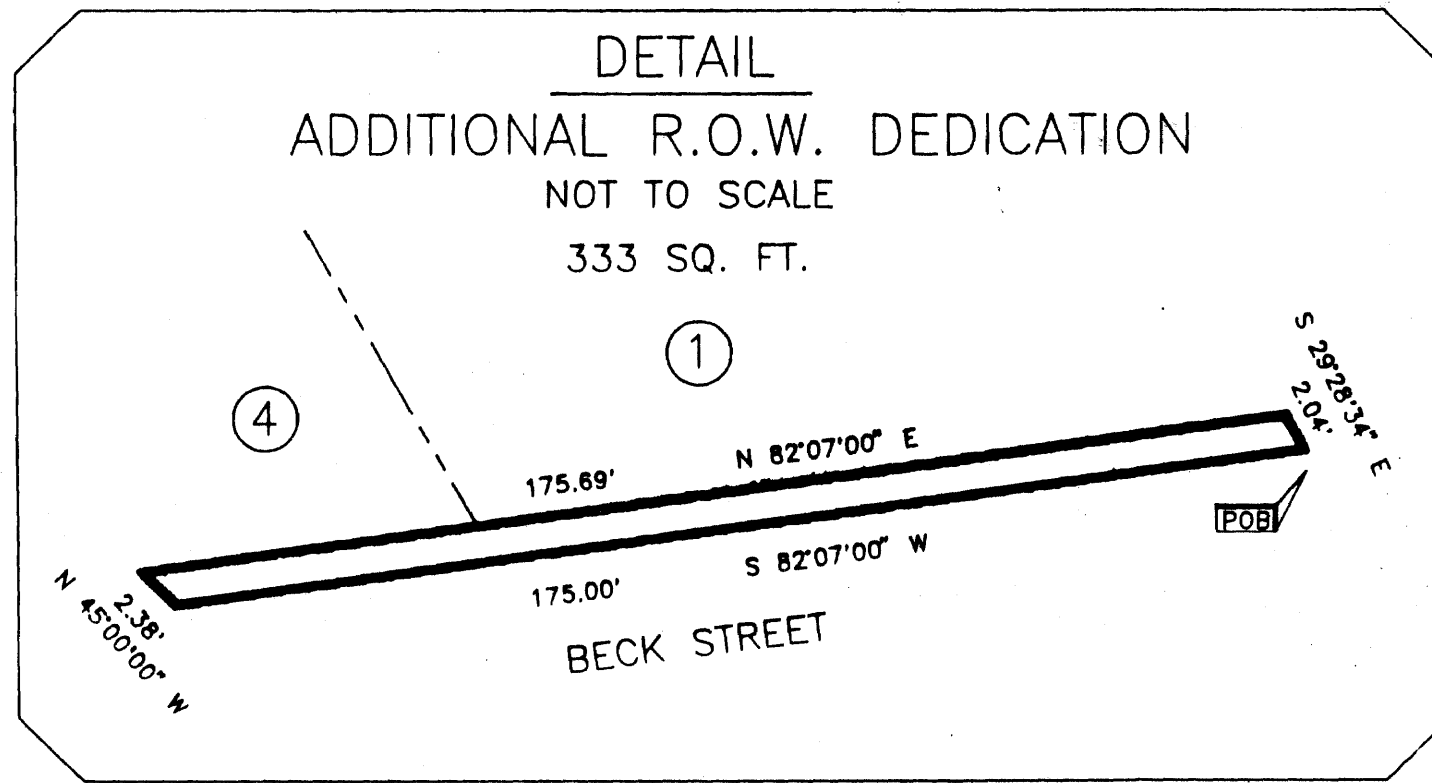 DETAIL
ADDITIONAL R.O.W. DEDICATION
NOT TO SCALE
333 SQ. FT.
1
4
S 29°28'34" E
2.04'
N 82°07'00" E
175.69'
POB
S 82°07'00" W
175.00'
2.38'
N 45°00'00" W
BECK STREET